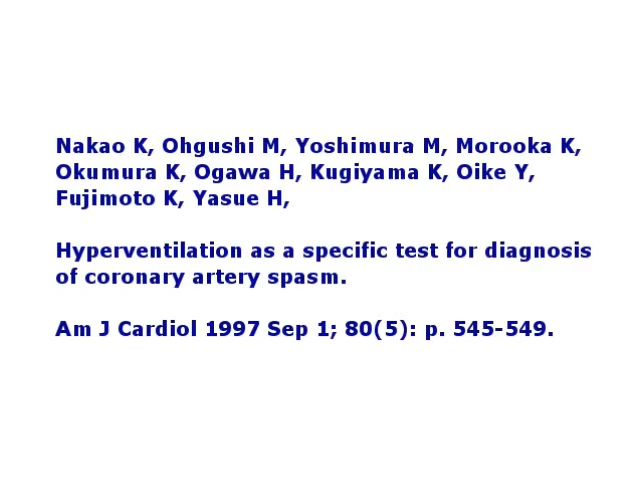 Nakao K, Ohgushi M, Yoshimura M, Morooka K,
Okumura K, Ogawa H, Kugiyama K, Oike Y,
Fujimoto K, Yasue H,
Hyperventilation as a specific test for diagnosis
of coronary artery spasm.
Am J Cardiol 1997 Sep 1; 80(5): p. 545-549.